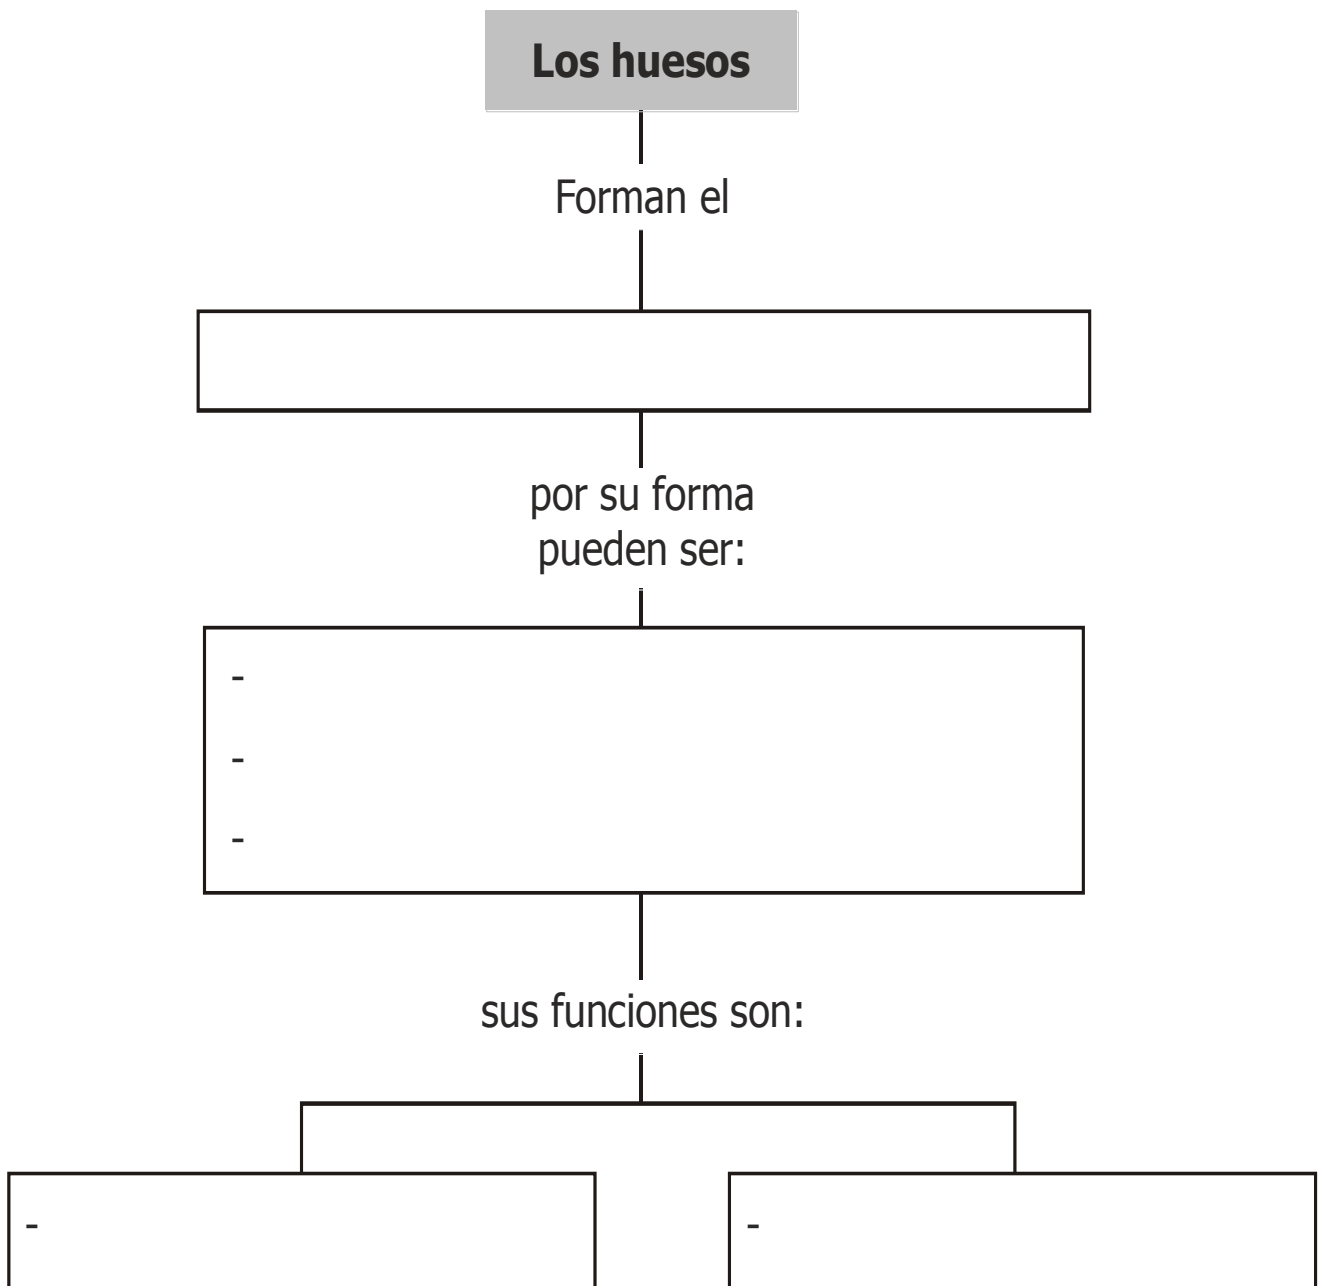 Los huesos
Forman el
por su forma
pueden ser:
-
-
-
sus funciones son:
-
-